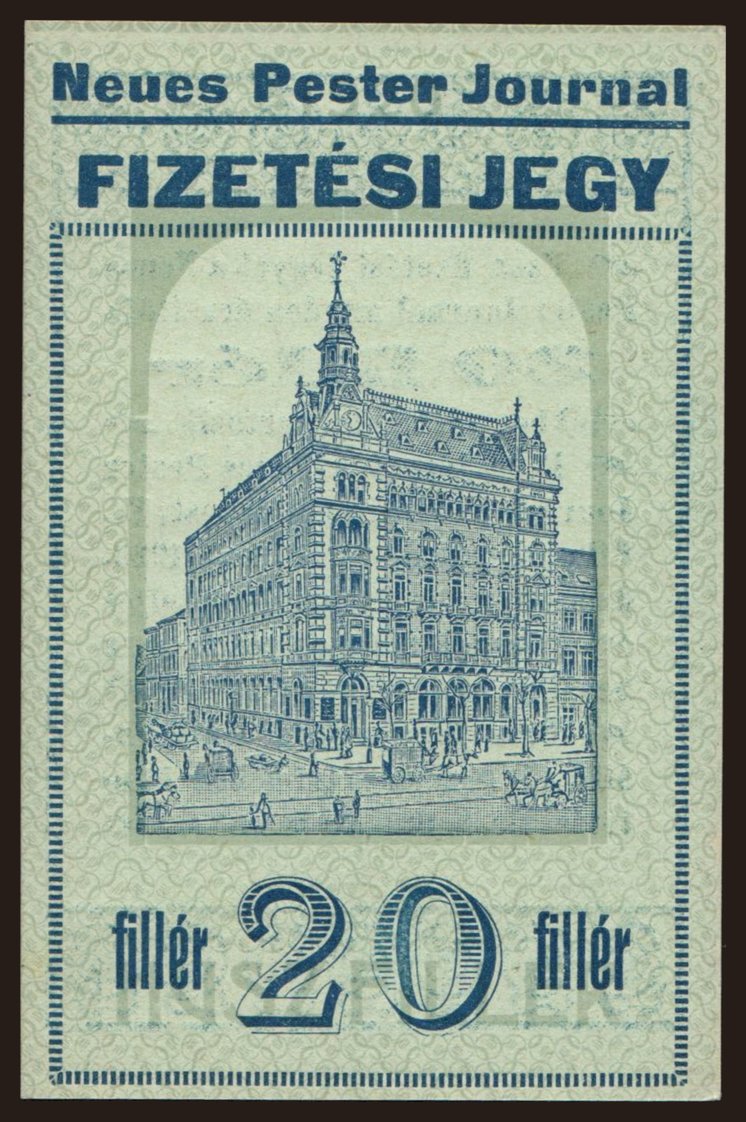 Neues Pester Journal
FIZETÉSI JEGY
fillér 20 fillér